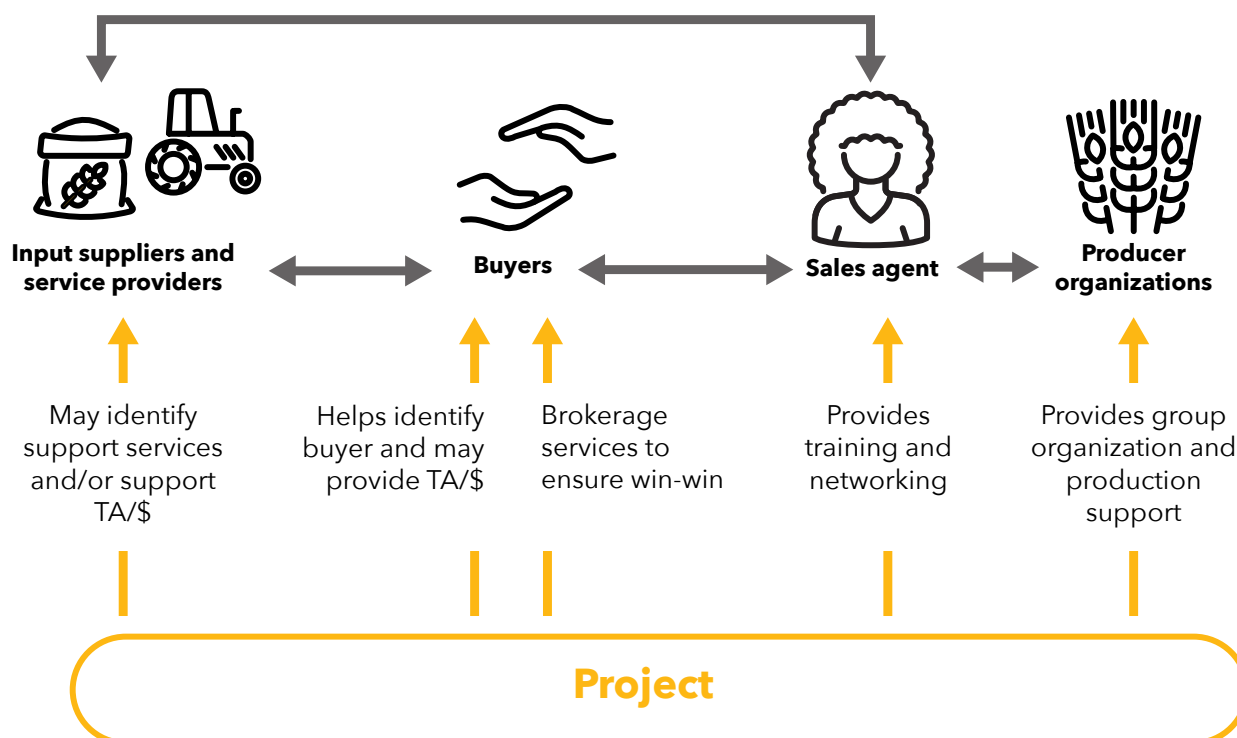 Input suppliers and
service providers
Buyers
Sales agent
Producer
organizations
May identify
support services
and/or support
TA/$
Helps identify
buyer and may
provide TA/$
Brokerage
services to
ensure win-win
Provides
training and
networking
Provides group
organization and
production
support
Project